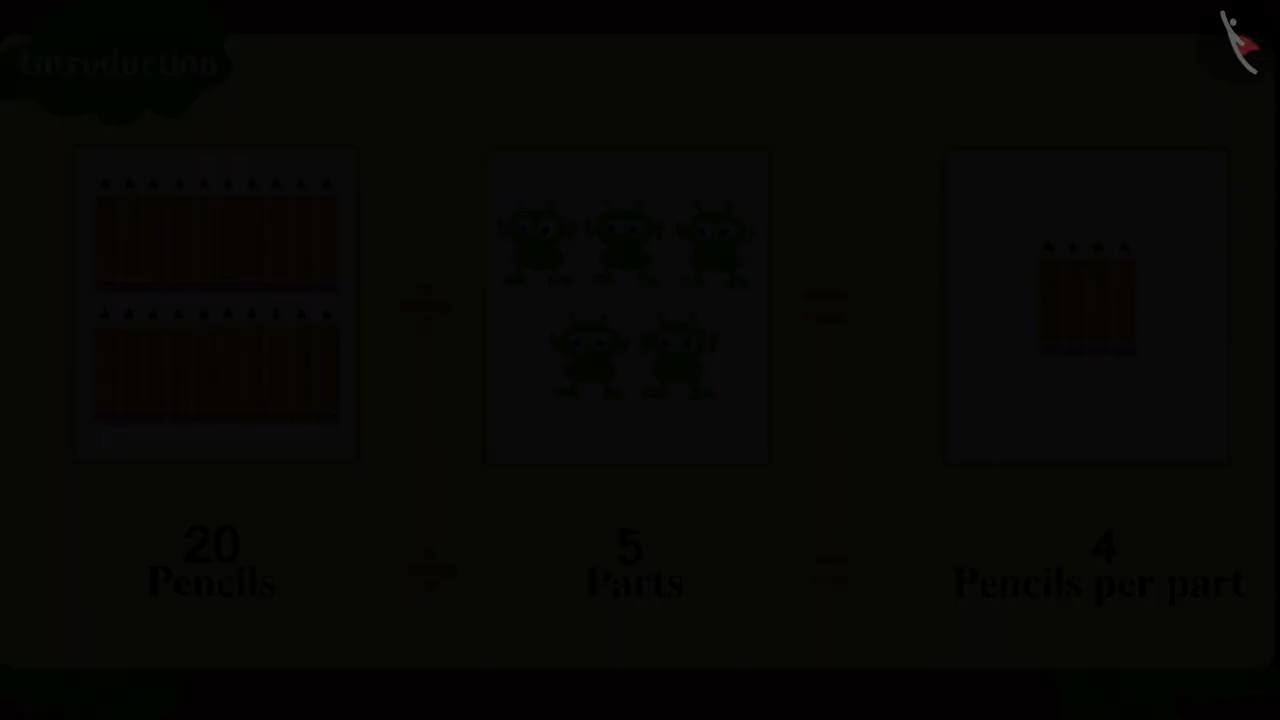 Introduction
÷ =
20 ÷ 5 = 4
Pencils Parts Pencils per part